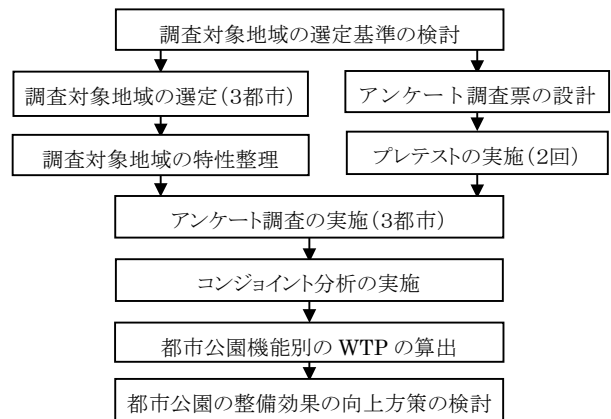 調査対象地域の選定基準の検討
調査対象地域の選定(3都市)
アンケート調査票の設計
調査対象地域の特性整理
プレテストの実施(2回)
アンケート調査の実施(3都市)
コンジョイント分析の実施
都市公園機能別の WTP の算出
都市公園の整備効果の向上方策の検討